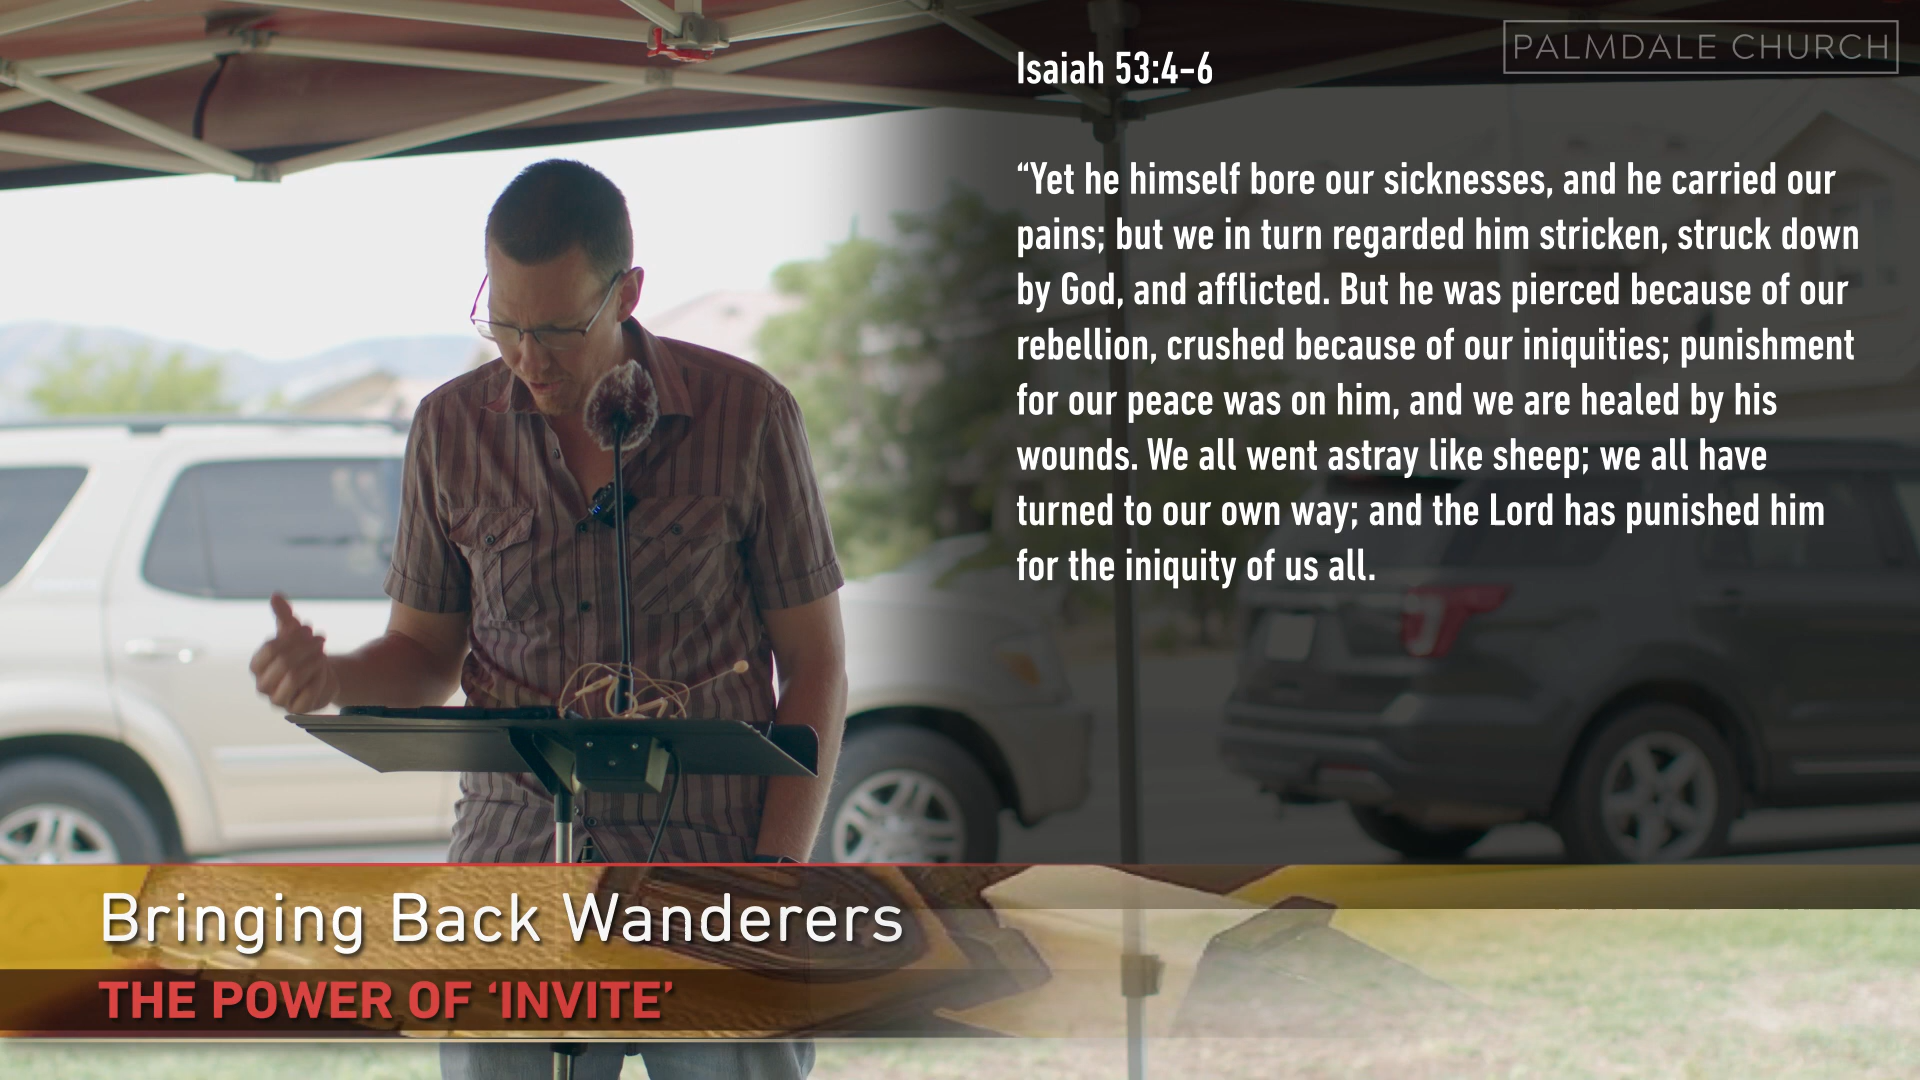 PALMDALE CHURCH
Isaiah 53:4-6
“Yet he himself bore our sicknesses, and he carried our
pains; but we in turn regarded him stricken, struck down
by God, and afflicted. But he was pierced because of our
rebellion, crushed because of our iniquities; punishment
for our peace was on him, and we are healed by his
wounds. We all went astray like sheep; we all have
turned to our own way; and the Lord has punished him
for the iniquity of us all.
Bringing Back Wanderers
THE POWER OF ‘INVITE’